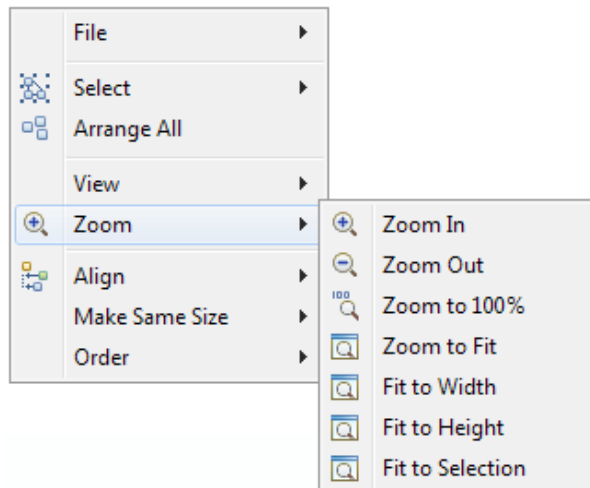 File
Select
Arrange All
View
Zoom
Align
Make Same Size
Order
Zoom In
Zoom Out
100
Zoom to 100%
Zoom to Fit
Fit to Width
Fit to Height
Fit to Selection